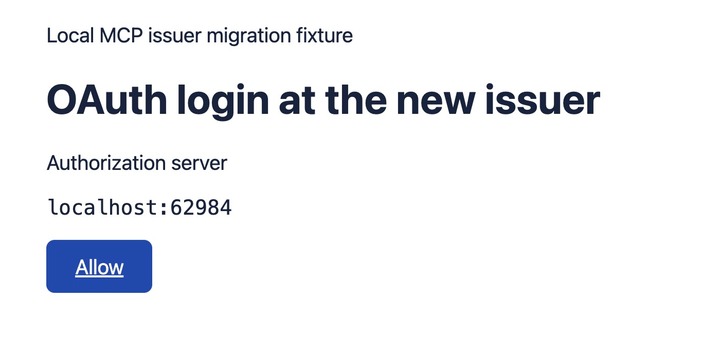 Local MCP issuer migration fixture
OAuth login at the new issuer
Authorization server
localhost:62984
Allow